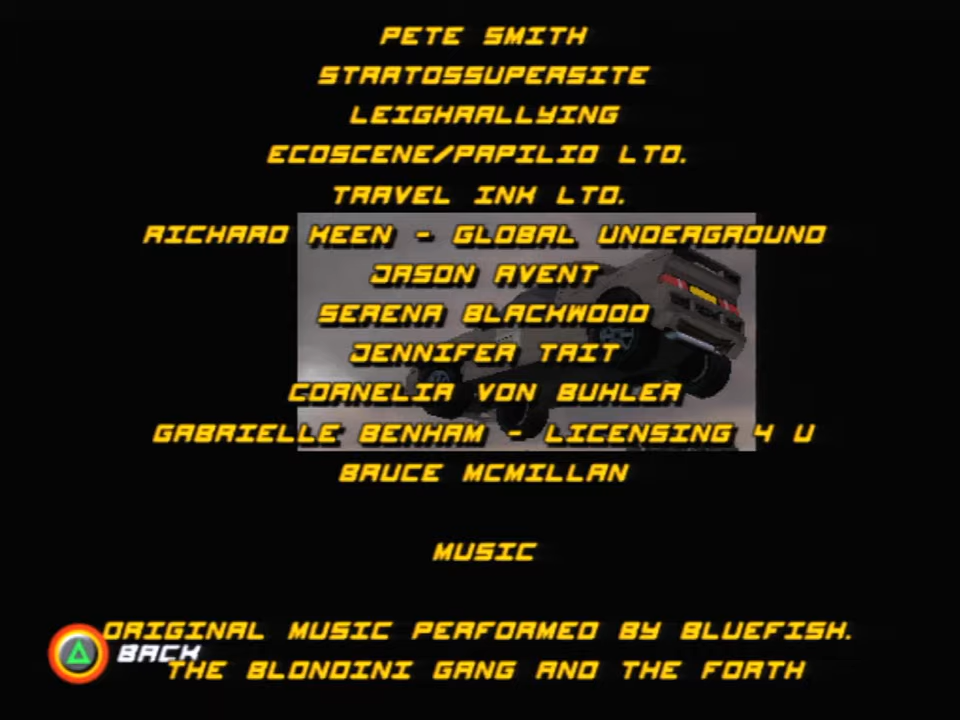 PETE SMITH
STRATOSSUPERSITE
LEIGHRALLYING
ECOSCENE/PAPILIO LTD.
TRAVEL INK LTD.
RICHARD KEEN - GLOBAL UNDERGROUND
JASON AVENT
SERENA BLACKWOOD
JENNIFER TAIT
CORNELIA VON BUHLER
GABRIELLE BENHAM - LICENSING 4 U
BRUCE MCMILLAN
MUSIC
ORIGINAL MUSIC PERFORMED BY BLUEFISH.
BACK
THE BLONDINI GANG AND THE FORTH